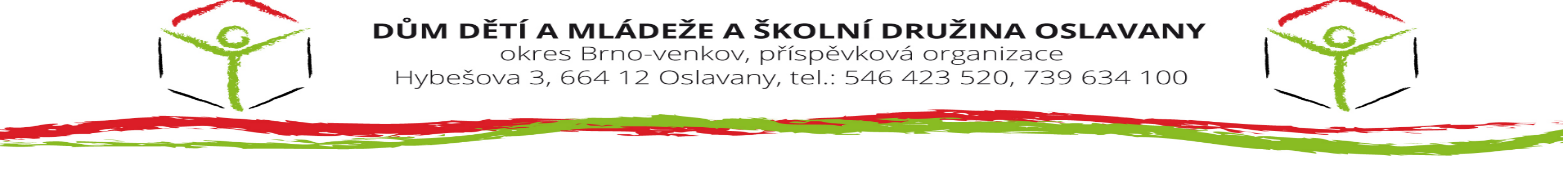 DŮM DĚTÍ A MLÁDEŽE A ŠKOLNÍ DRUŽINA OSLAVANY
okres Brno-venkov, příspěvková organizace
Hybešova 3, 664 12 Oslavany, tel.: 546 423 520, 739 634 100